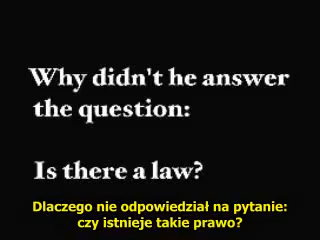 Why didn't he answer
the question:
Is there a law?
Dlaczego nie odpowiedział na pytanie:
czy istnieje takie prawo?